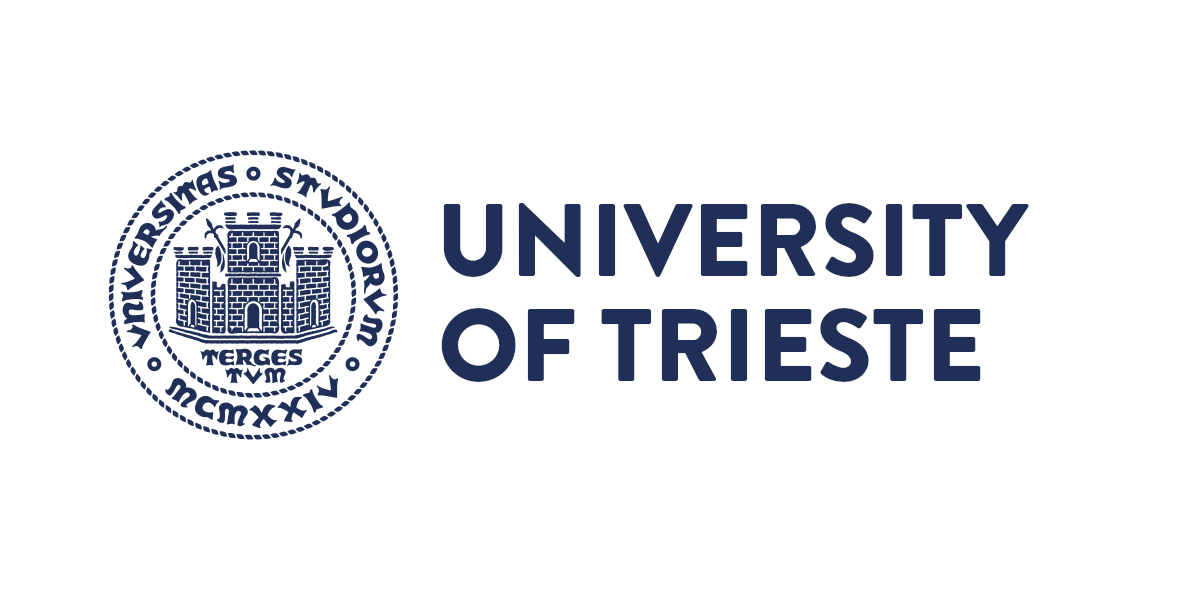 VNIVERSITAS STVDIORVM
TERGES
TVM
MCMXXIV
UNIVERSITY
OF TRIESTE